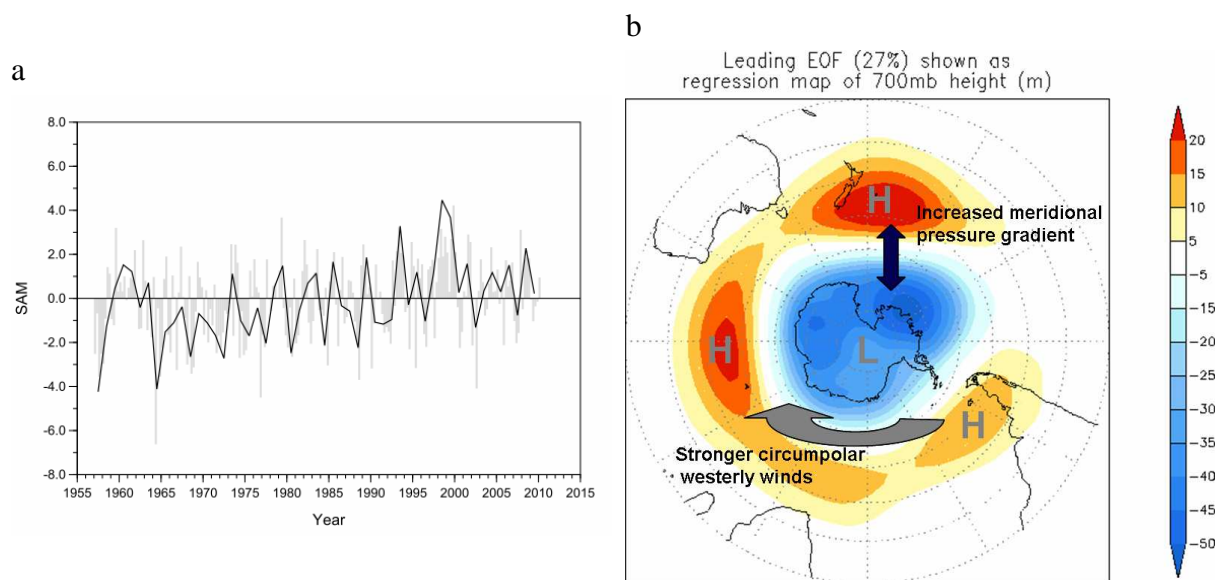 a
8.0
6.0
4.0
2.0
0.0
-2.0
-4.0
-6.0
-8.0
SAM
1955 1960 1965 1970 1975 1980 1985 1990 1995 2000 2005 2010 2015
Year
b
Leading EOF (27%) shown as
regression map of 700mb height (m)
H
Increased meridional
pressure gradient
H
L
H
Stronger circumpolar
westerly winds
20
15
10
5
-5
-10
-15
-20
-25
-30
-35
-40
-45
-50